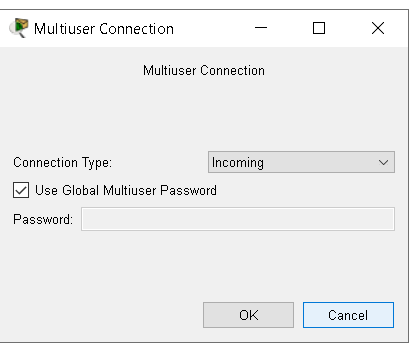 Multiuser Connection
Multiuser Connection
Connection Type: Incoming
Use Global Multiuser Password
Password:
OK Cancel